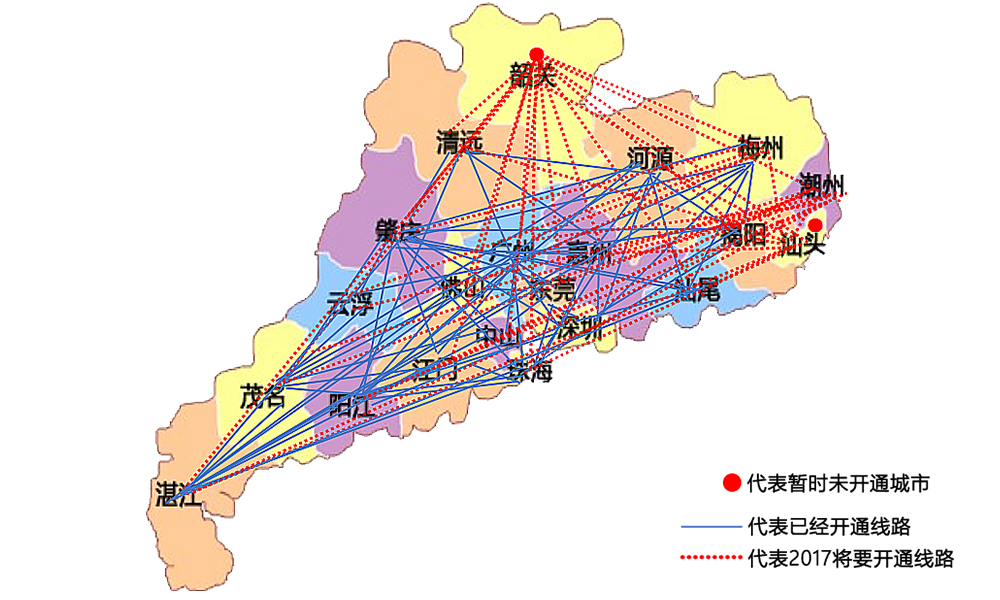 韶关
清远
河源
梅州
潮州
肇庆
广州
惠州
揭阳
汕头
云浮
佛山
东莞
汕尾
中山
深圳
江门
珠海
茂名
阳江
湛江
代表暂时未开通城市
代表已经开通线路
代表2017将要开通线路